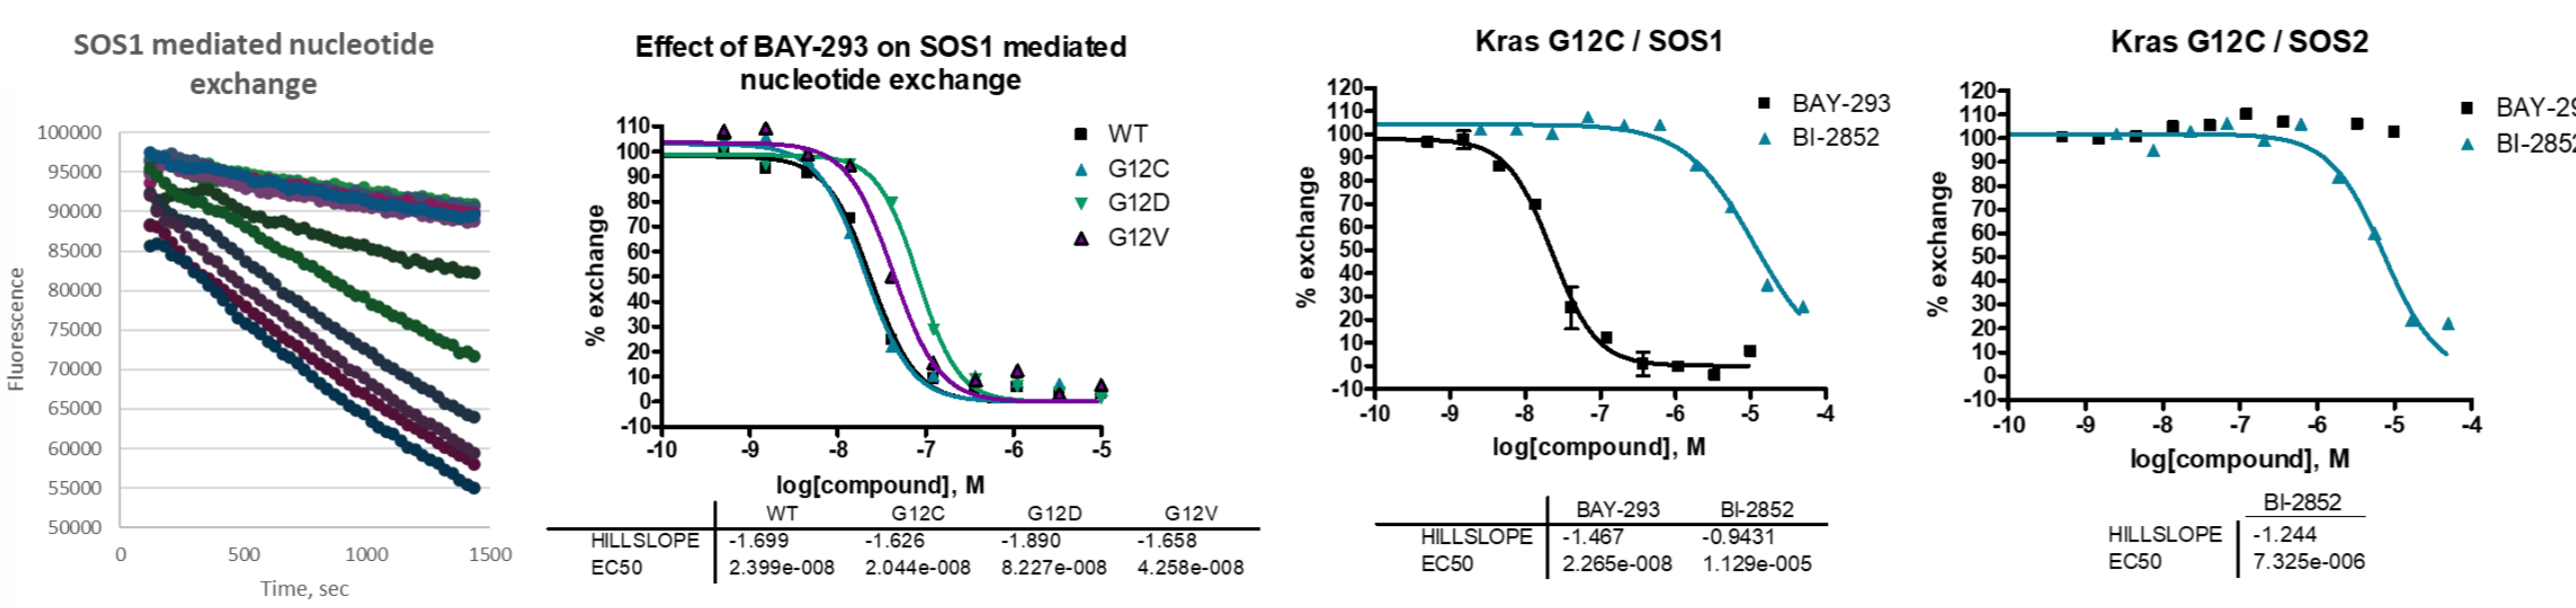 SOS1 mediated nucleotide
exchange
100000
95000
90000
85000
80000
75000
70000
65000
60000
55000
50000
0 500 1000 1500
Fluorescence
Time, sec
Effect of BAY-293 on SOS1 mediated
nucleotide exchange
110
100
90
80
70
60
50
40
30
20
10
0
-10
-10 -9 -8 -7 -6 -5
% exchange
log[compound], M
WT
G12C
G12D
G12V
WT G12C G12D G12V
HILLSLOPE -1.699 -1.626 -1.890 -1.658
EC50 2.399e-008 2.044e-008 8.227e-008 4.258e-008
Kras G12C / SOS1
120
110
100
90
80
70
60
50
40
30
20
10
0
-10
-10 -9 -8 -7 -6 -5 -4
% exchange
log[compound], M
BAY-293
BI-2852
BAY-293 BI-2852
HILLSLOPE -1.467 -0.9431
EC50 2.265e-008 1.129e-005
Kras G12C / SOS2
120
110
100
90
80
70
60
50
40
30
20
10
0
-10
-10 -9 -8 -7 -6 -5 -4
% exchange
log[compound], M
BAY-29
BI-2852
BI-2852
HILLSLOPE -1.244
EC50 7.325e-006